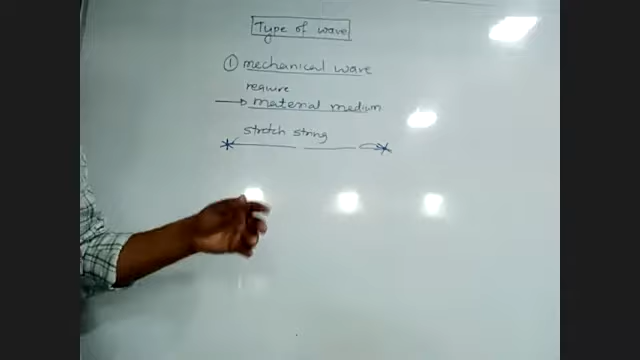 Type of wave
① mechanical wave
require
→ material medium
stretch string